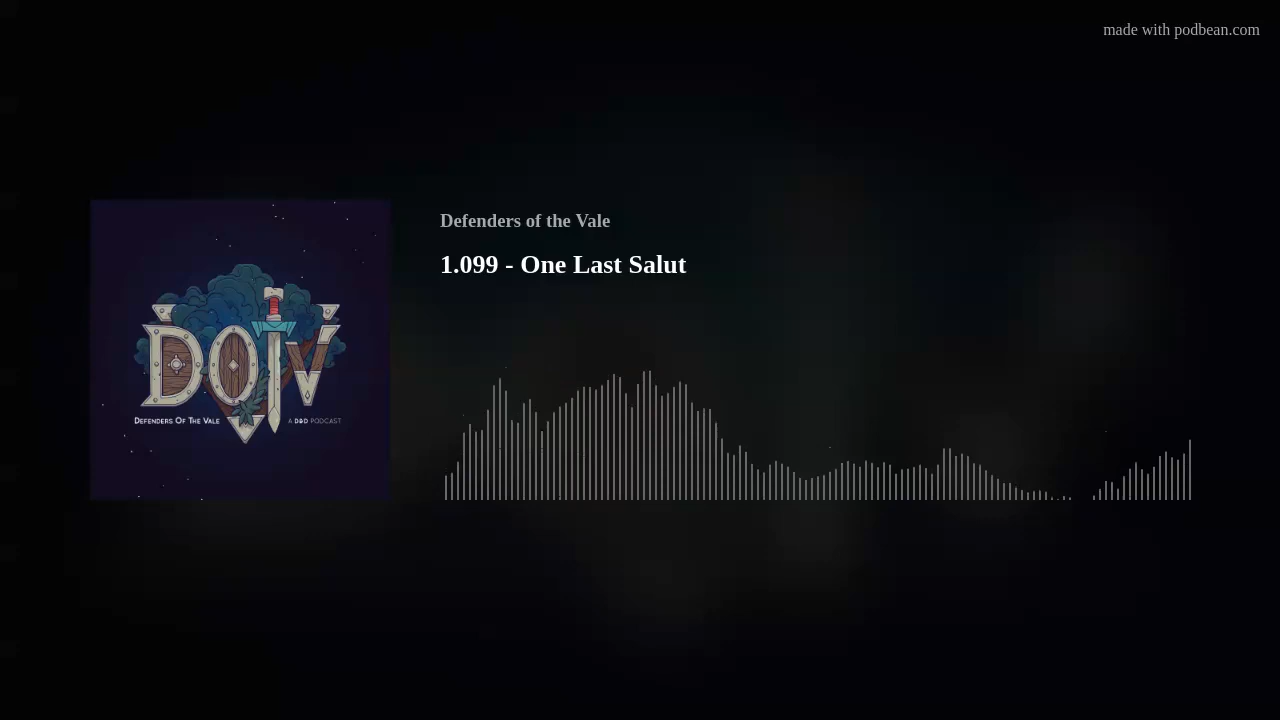 made with podbean.com
Defenders of the Vale
1.099 - One Last Salut
DOTV
DEFENDERS OF THE VALE
A D&D PODCAST